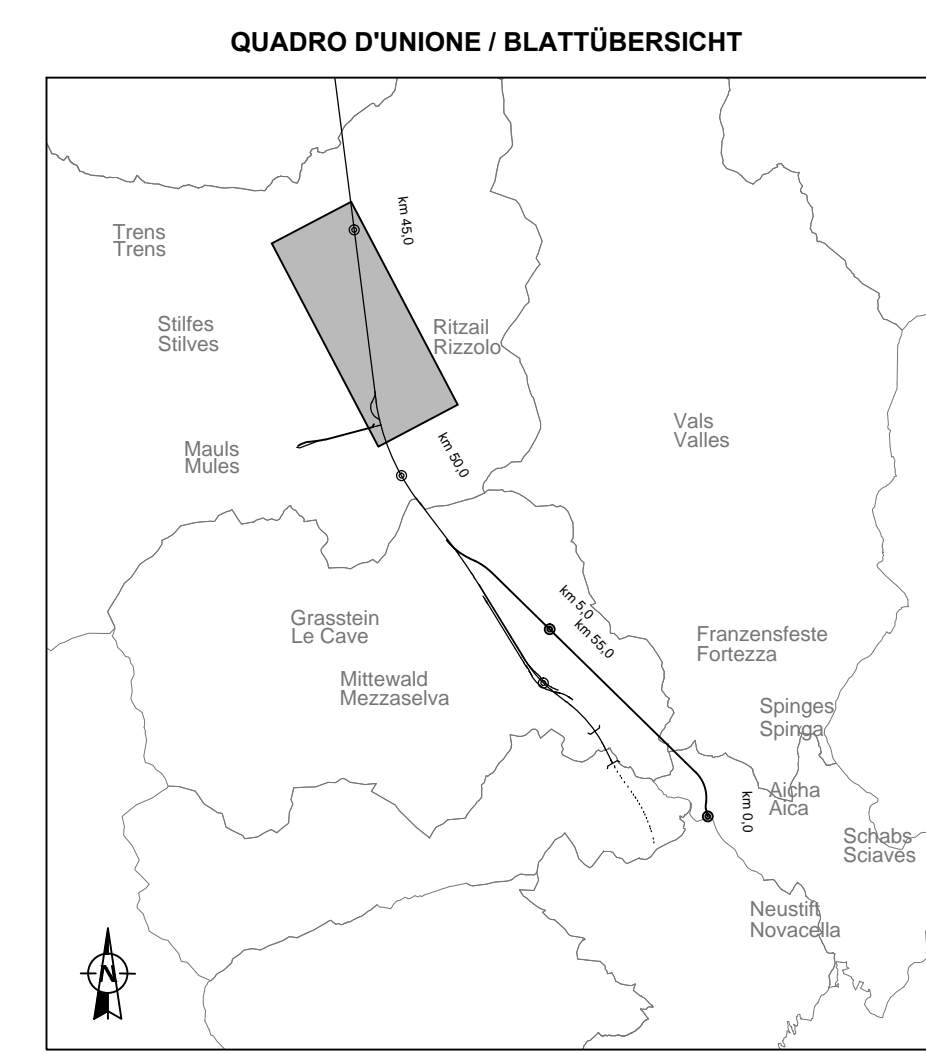 QUADRO D'UNIONE / BLATTÜBERSICHT
km 45,0
Trens
Trens
Stilfes
Stilves
Ritzail
Rizzolo
Vals
Valles
Mauls
Mules
km 50,0
km 5,0
km 55,0
Grasstein
Le Cave
Franzensfeste
Fortezza
Mittewald
Mezzaselva
Spinges
Spinga
Aicha
Aica
km 0,0
Schabs
Sciaves
Neustift
Novacella
N